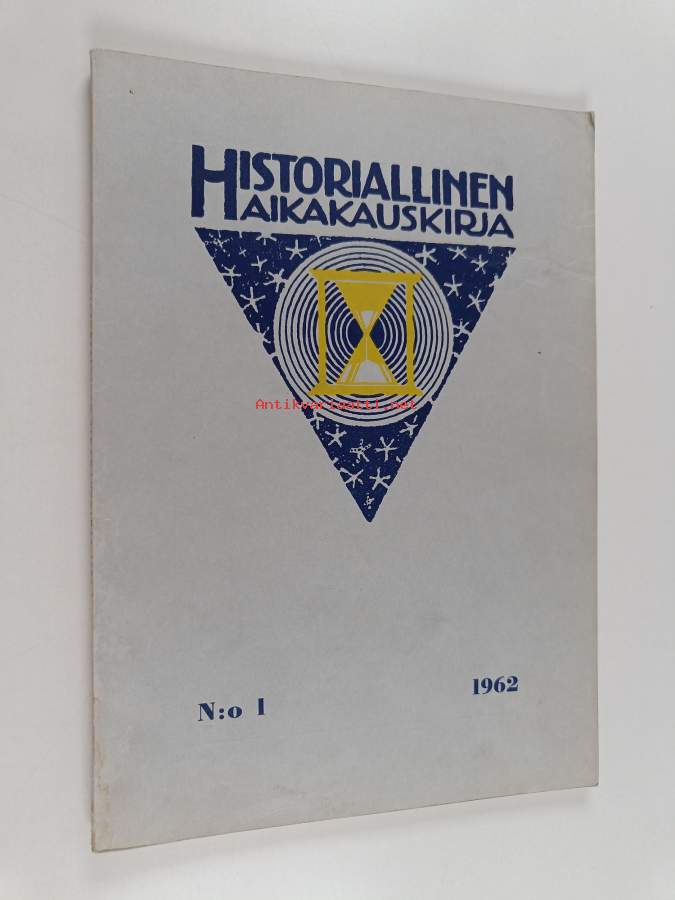 HISTORIALLINEN
AIKAKAUSKIRJA
Antikvariaatti.net
N:o 1
1962